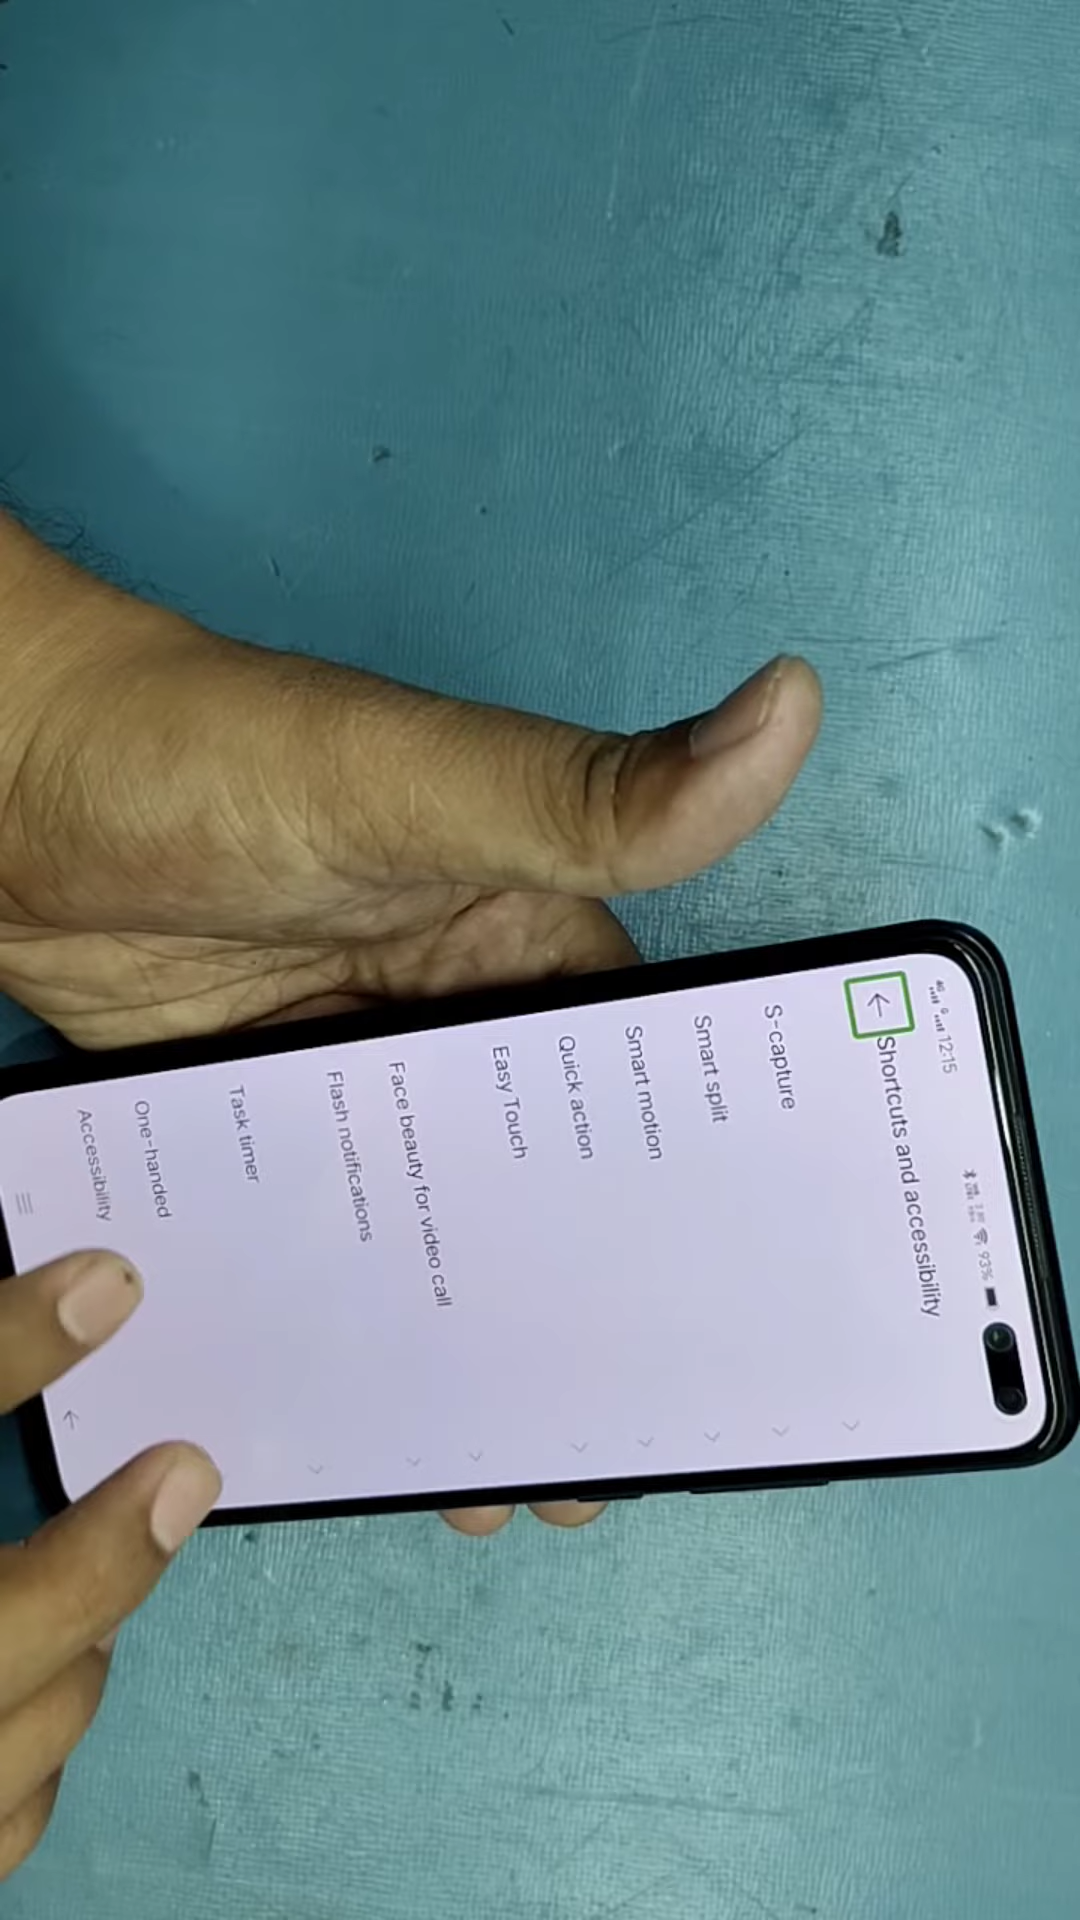 12:15
93%
Shortcuts and accessibility
S-capture
Smart split
Smart motion
Quick action
Easy Touch
Face beauty for video call
Flash notifications
Task timer
One-handed
Accessibility